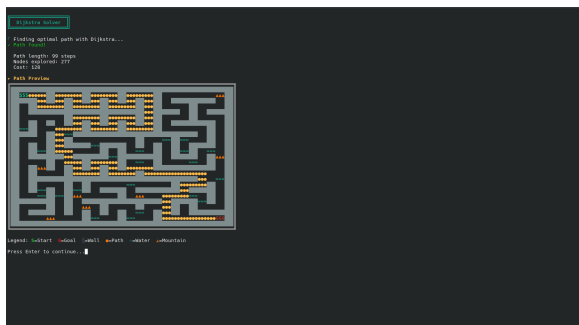 Dijkstra Solver
Finding optimal path with Dijkstra...
Path found!
Path length: 99 steps
Nodes explored: 277
Cost: 128
Path Preview
Legend: S=Start =Goal =Wall ●=Path ~=Water ▲=Mountain
Press Enter to continue...